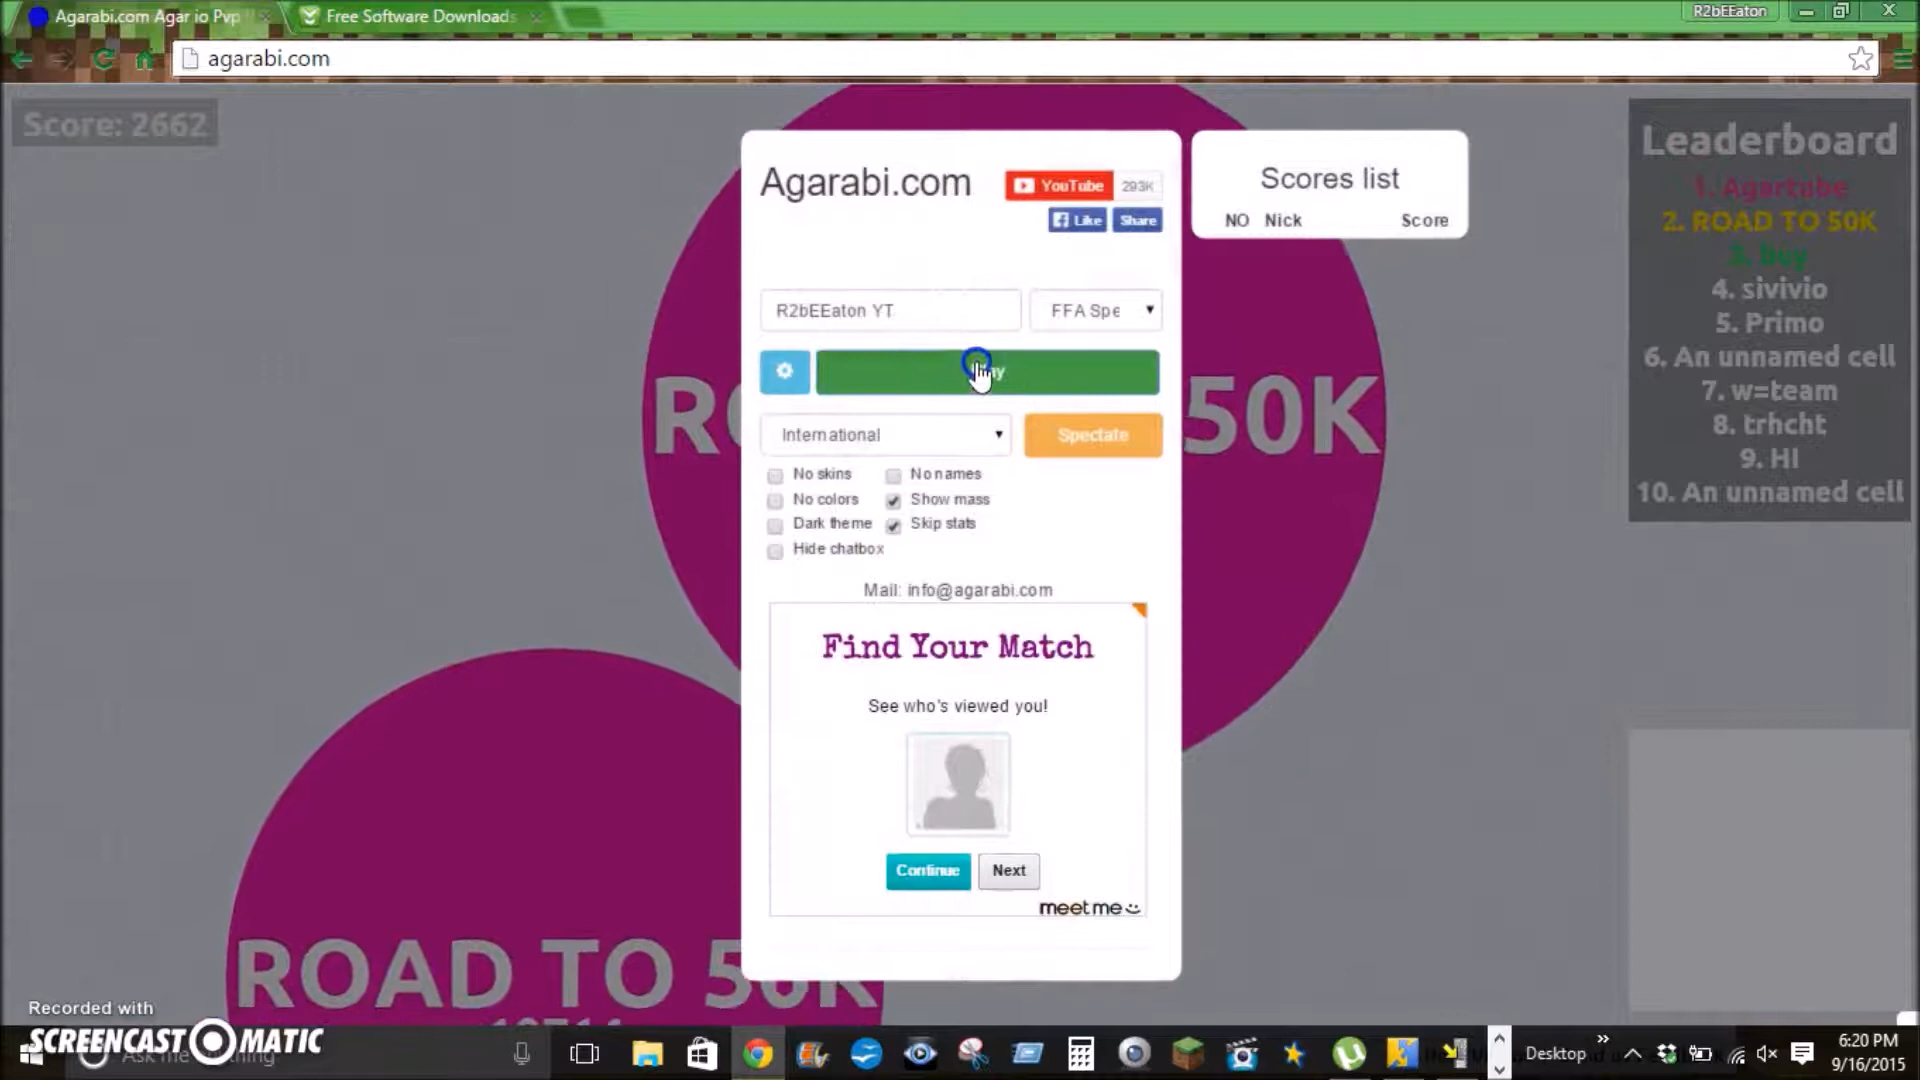 Agarabi.com Agar io Pvp
Free Software Downloads
R2bEEaton
agarabi.com
Score: 2662
Agarabi.com
YouTube 293K
Like Share
Scores list
NO Nick Score
Leaderboard
1. Agartube
2. ROAD TO 50K
3. buy
4. sivivio
5. Primo
6. An unnamed cell
7. w=team
8. trhcht
9. HI
10. An unnamed cell
R2bEEaton YT
FFA Spe
50K
International
Spectate
No skins No names
No colors Show mass
Dark theme Skip stats
Hide chatbox
Mail: info@agarabi.com
Find Your Match
See who's viewed you!
Continue Next
meetme
ROAD TO 50K
Recorded with
SCREENCAST MATIC
Desktop
6:20 PM
9/16/2015